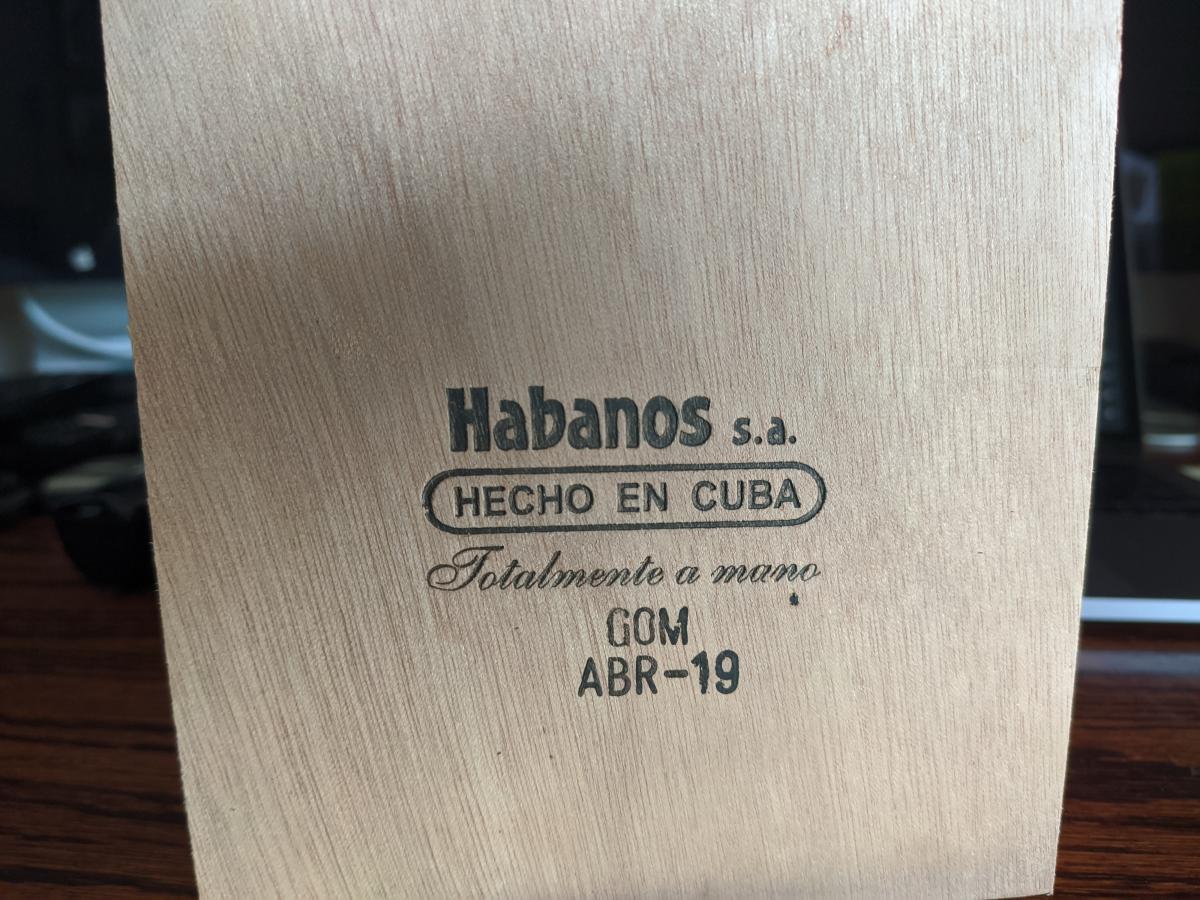 Habanos s.a.
HECHO EN CUBA
Totalmente a mano
GOM
ABR-19